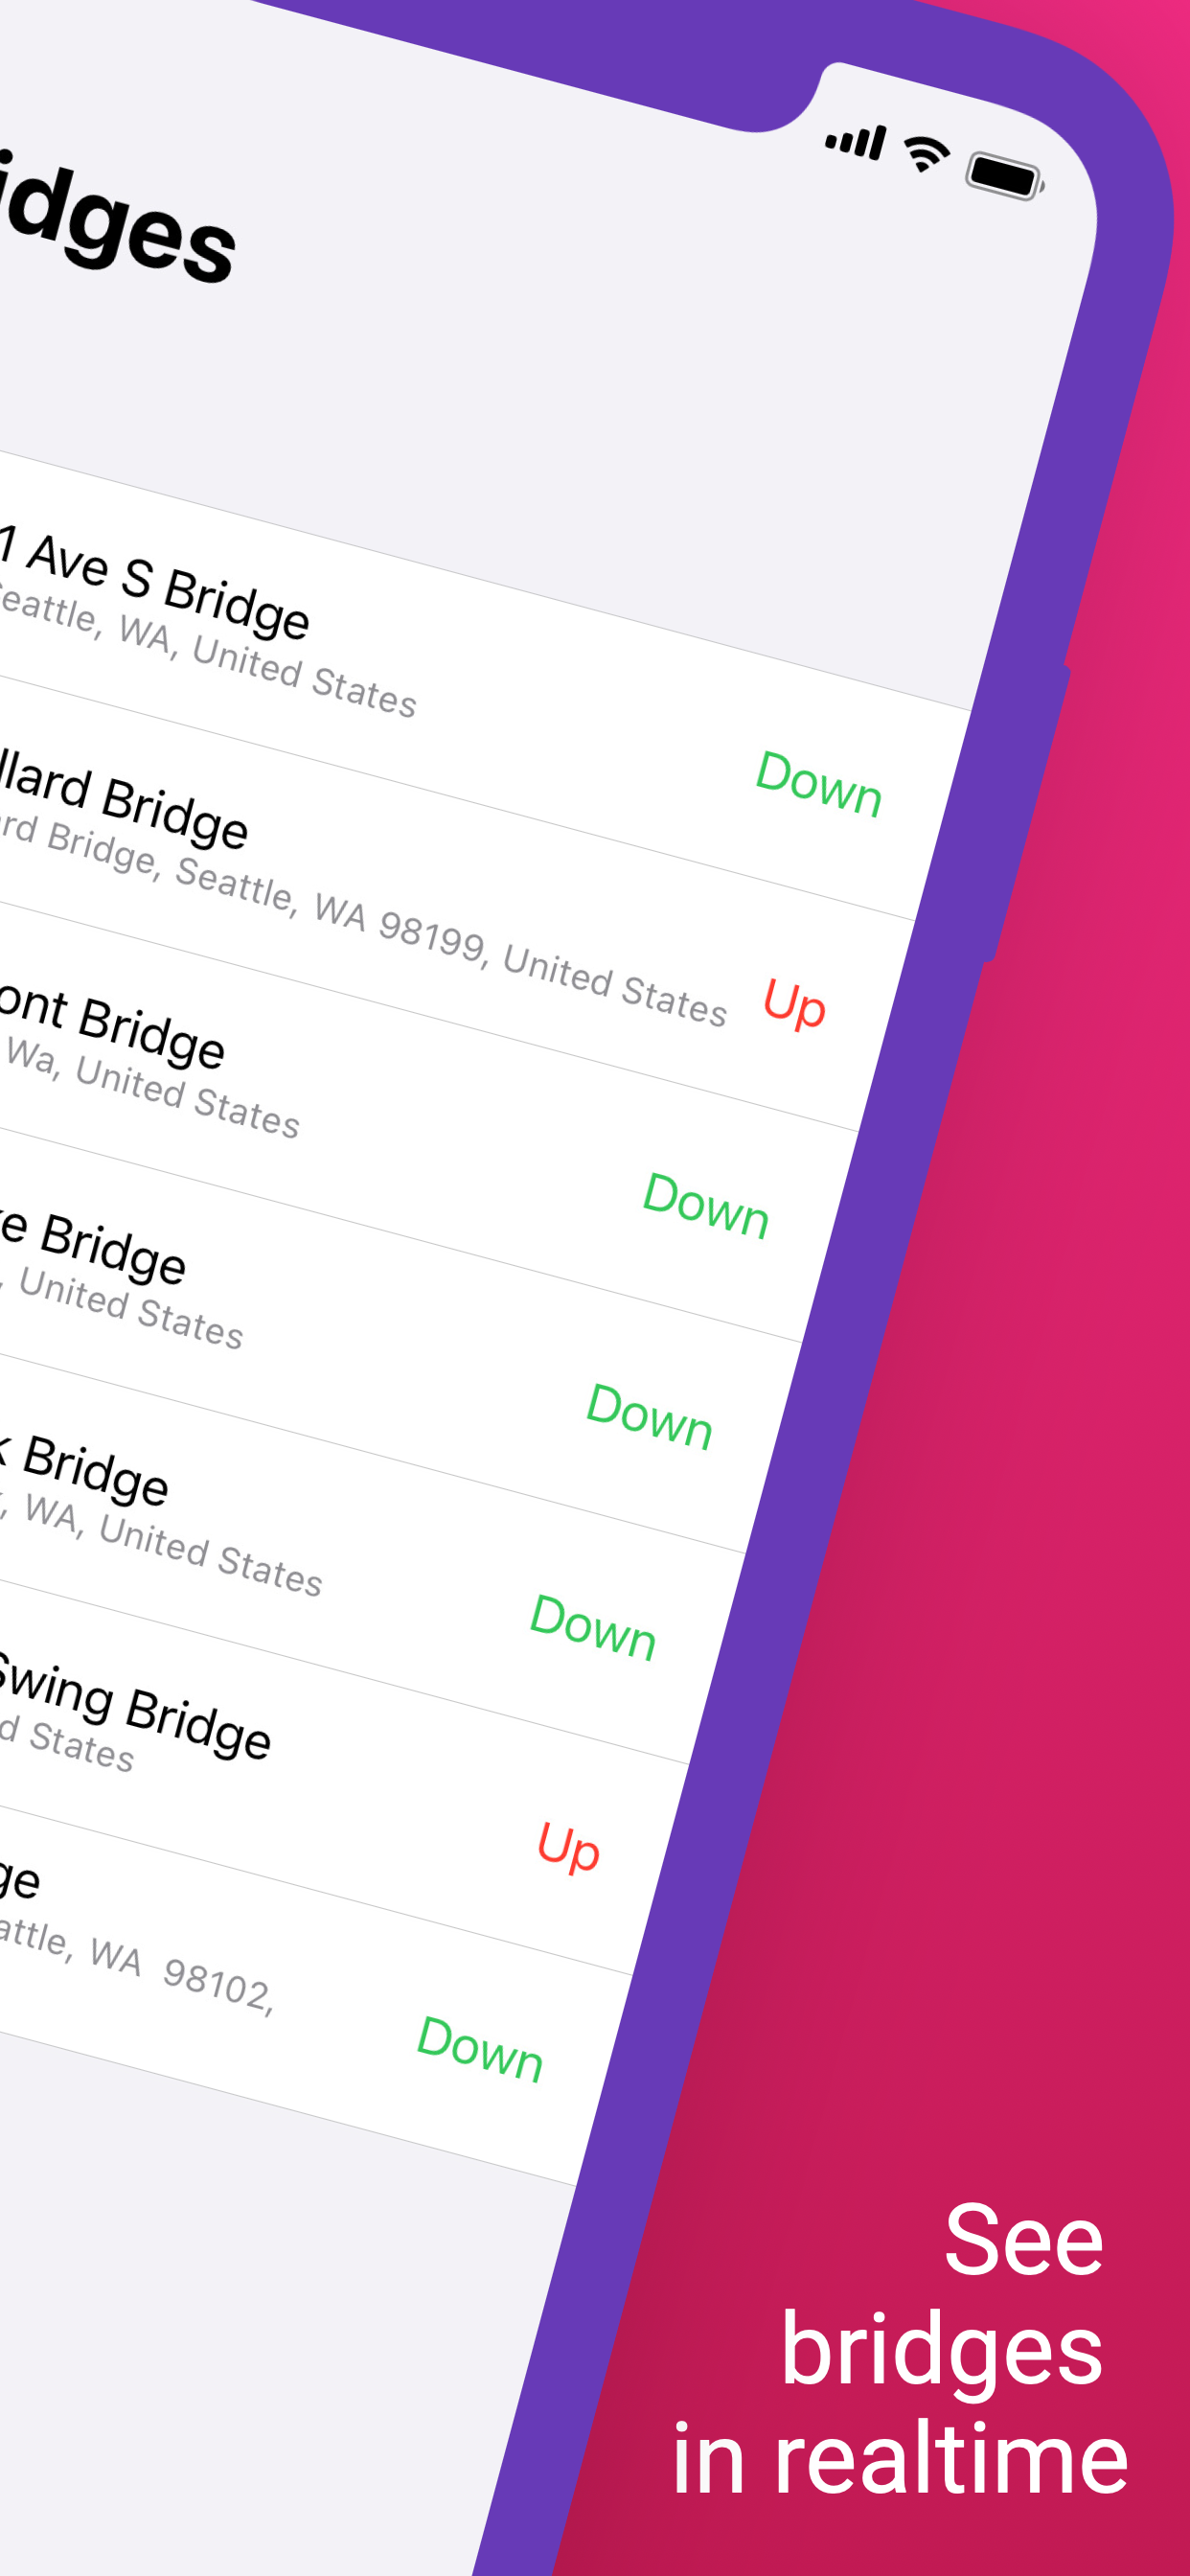 idges
1 Ave S Bridge
Seattle, WA, United States
Down
llard Bridge
ard Bridge, Seattle, WA 98199, United States
Up
ont Bridge
Wa, United States
Down
e Bridge
, United States
Down
k Bridge
, WA, United States
Down
Swing Bridge
d States
Up
ge
attle, WA 98102,
Down
See
bridges
in realtime